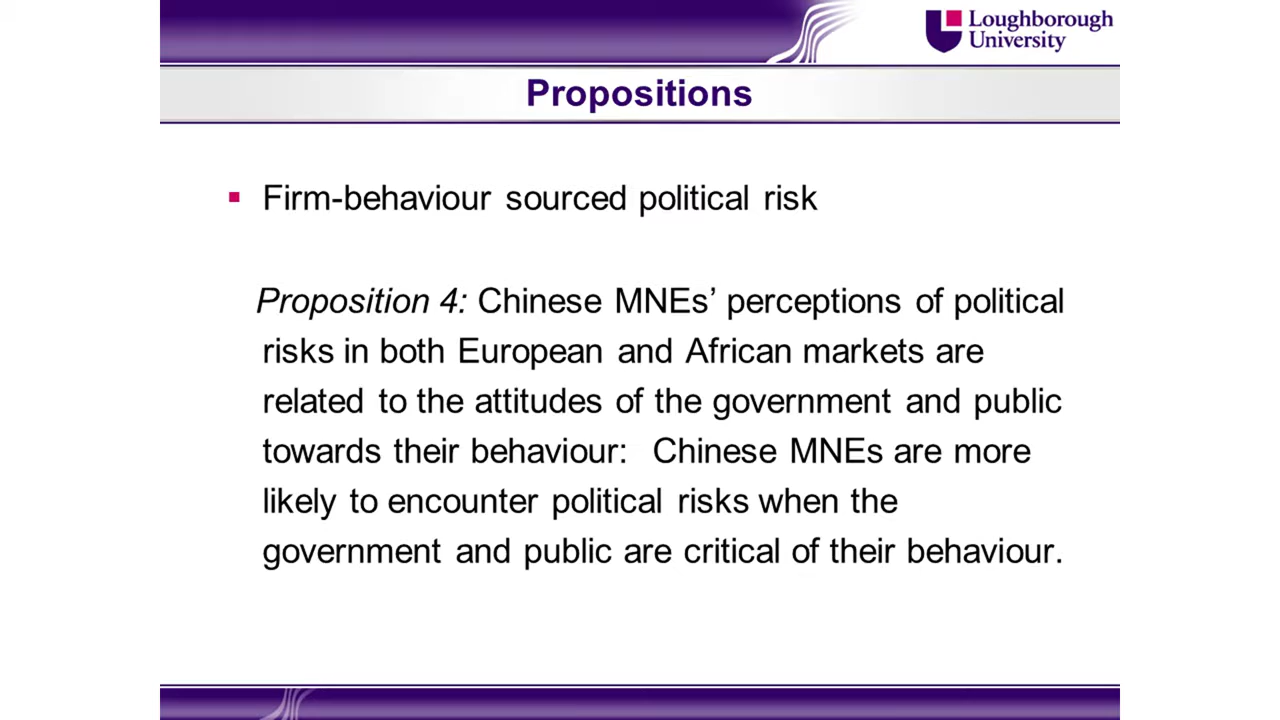 Loughborough
University
Propositions
▪ Firm-behaviour sourced political risk
Proposition 4: Chinese MNEs’ perceptions of political
risks in both European and African markets are
related to the attitudes of the government and public
towards their behaviour: Chinese MNEs are more
likely to encounter political risks when the
government and public are critical of their behaviour.